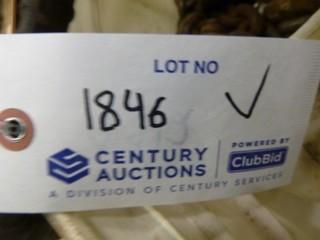 LOT NO
1846
POWERED BY
CENTURY AUCTIONS
ClubBid
A DIVISION OF CENTURY SERVICES